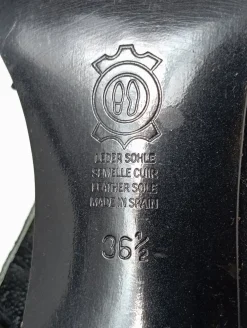 LEDER SOHLE
SEMELLE CUIR
LEATHER SOLE
MADE IN SPAIN
36½